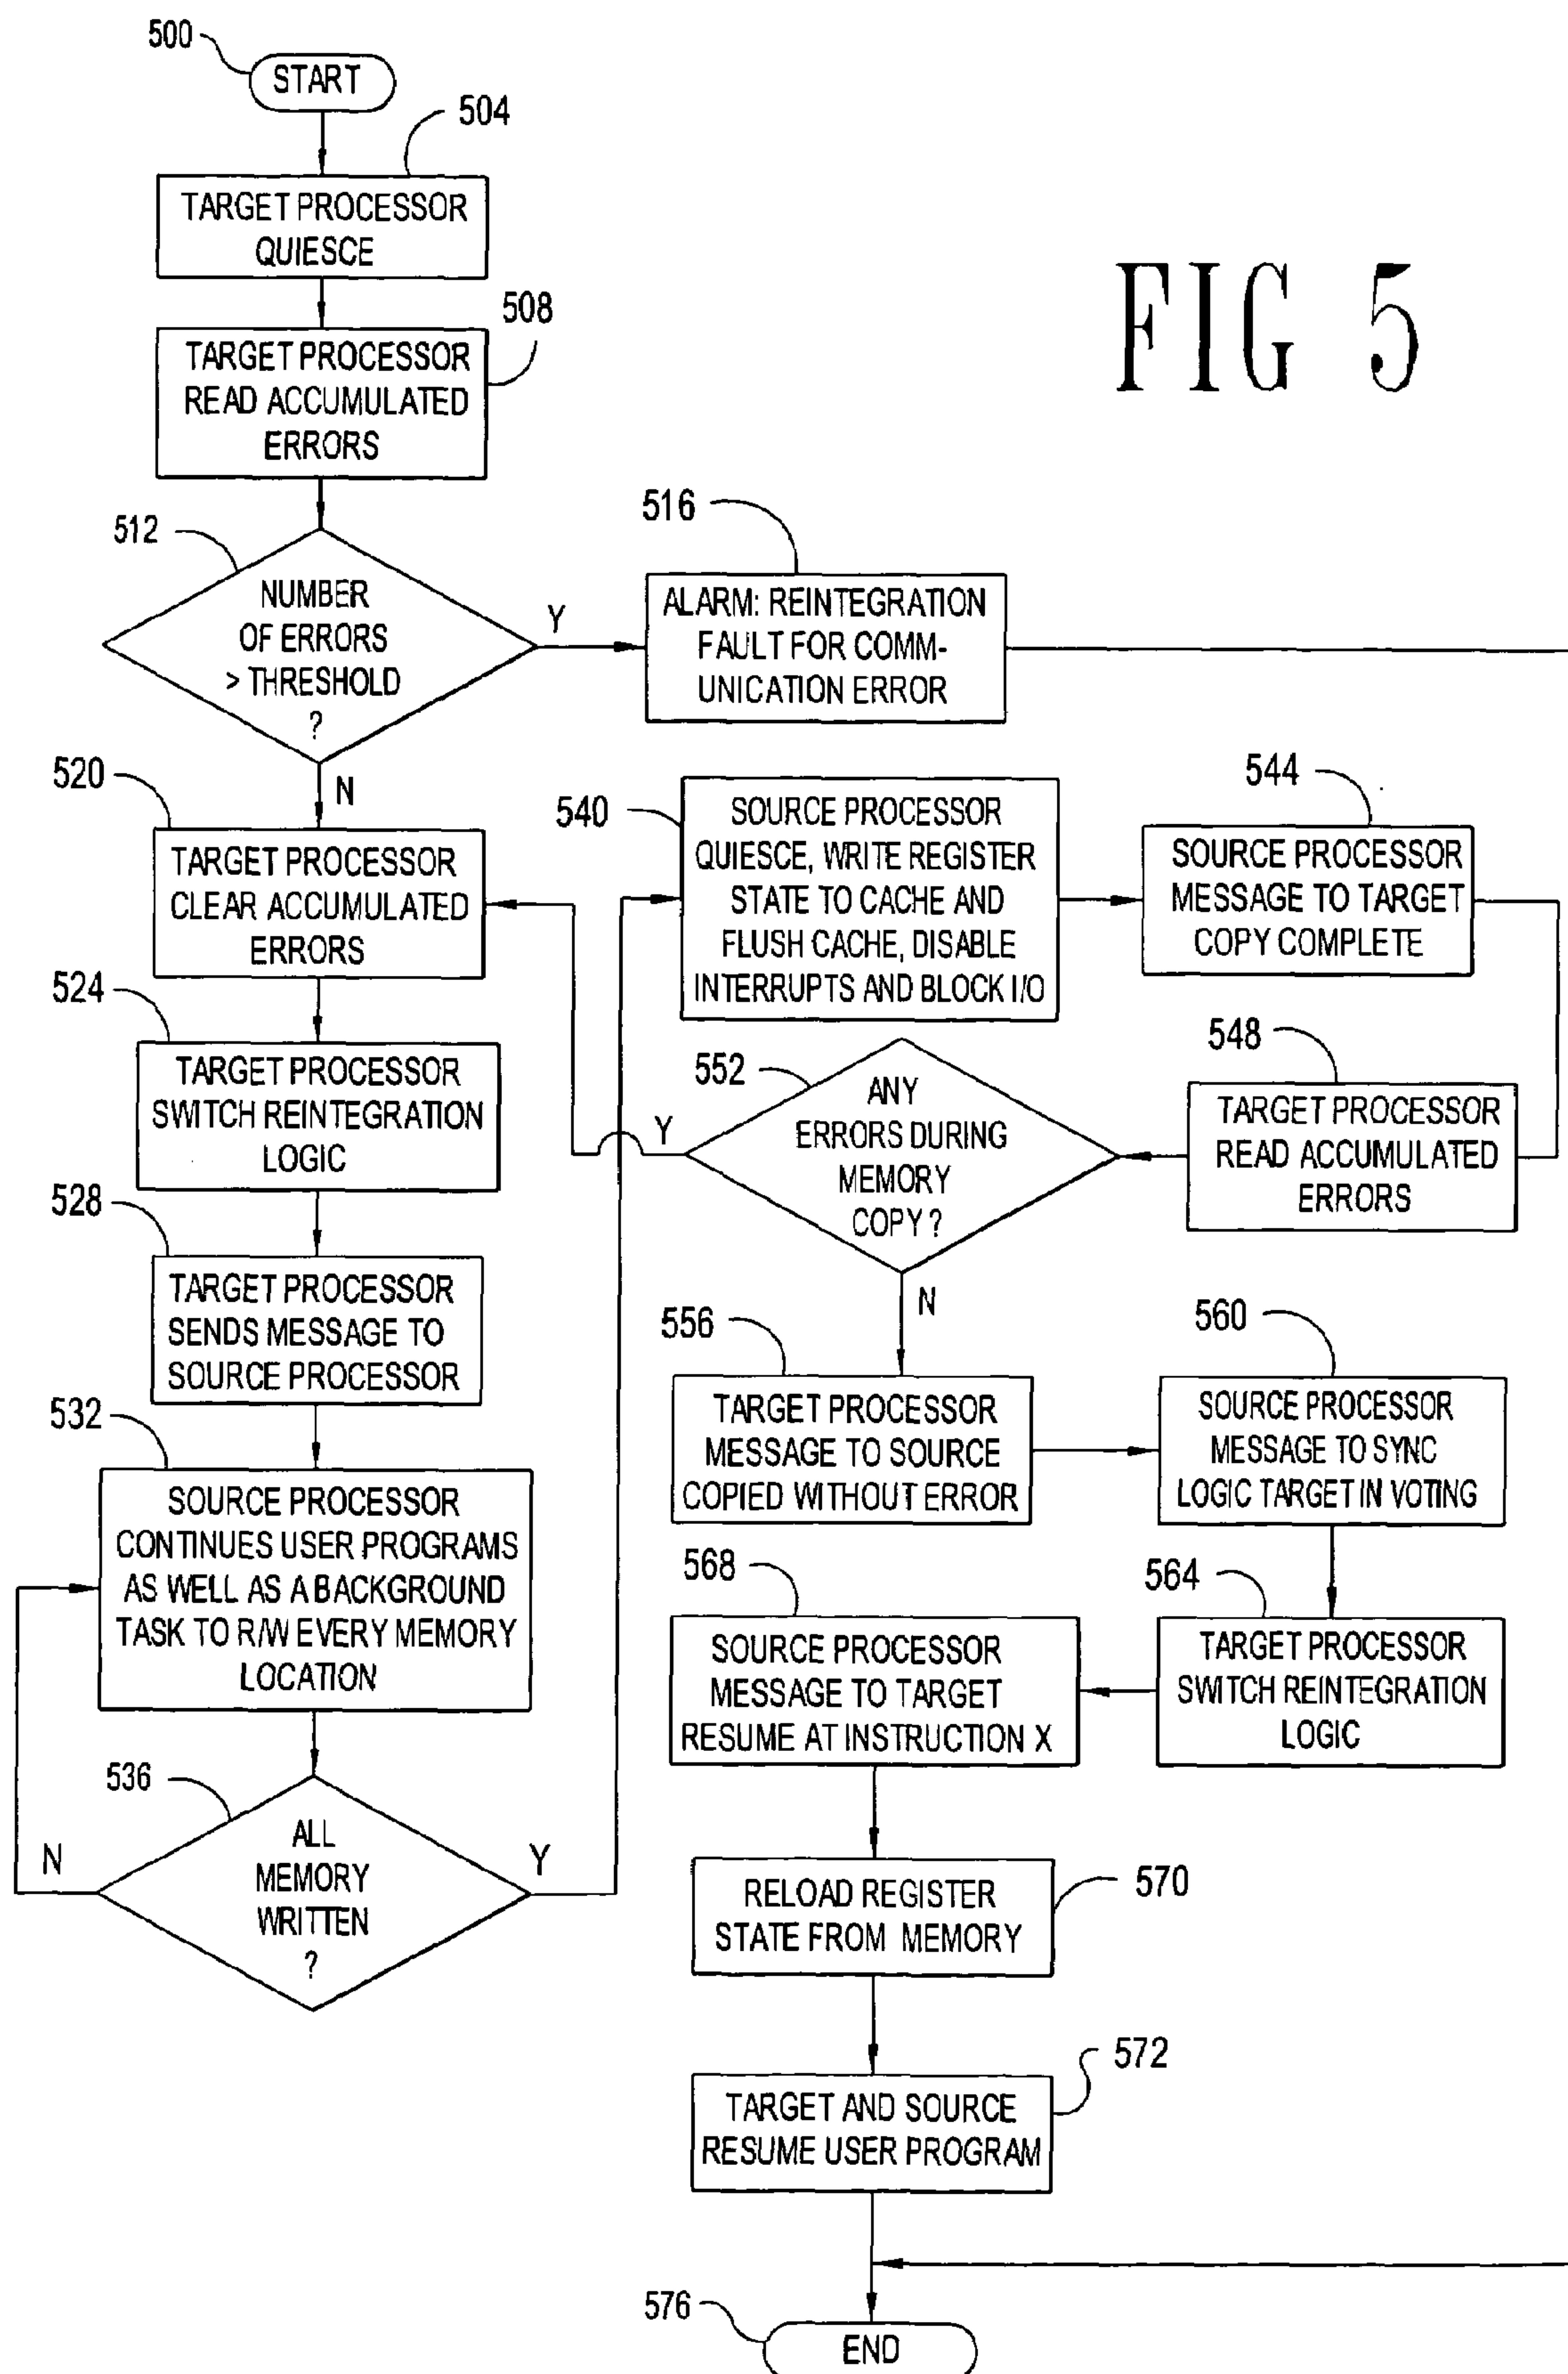 FIG 5
500
START
504
TARGET PROCESSOR
QUIESCE
508
TARGET PROCESSOR
READ ACCUMULATED
ERRORS
512
NUMBER
OF ERRORS
> THRESHOLD
?
Y
N
516
ALARM: REINTEGRATION
FAULT FOR COMM-
UNICATION ERROR
520
TARGET PROCESSOR
CLEAR ACCUMULATED
ERRORS
524
TARGET PROCESSOR
SWITCH REINTEGRATION
LOGIC
528
TARGET PROCESSOR
SENDS MESSAGE TO
SOURCE PROCESSOR
532
SOURCE PROCESSOR
CONTINUES USER PROGRAMS
AS WELL AS A BACKGROUND
TASK TO R/W EVERY MEMORY
LOCATION
536
ALL
MEMORY
WRITTEN
?
N
Y
540
SOURCE PROCESSOR
QUIESCE, WRITE REGISTER
STATE TO CACHE AND
FLUSH CACHE, DISABLE
INTERRUPTS AND BLOCK I/O
544
SOURCE PROCESSOR
MESSAGE TO TARGET
COPY COMPLETE
548
TARGET PROCESSOR
READ ACCUMULATED
ERRORS
552
ANY
ERRORS DURING
MEMORY
COPY ?
Y
N
556
TARGET PROCESSOR
MESSAGE TO SOURCE
COPIED WITHOUT ERROR
560
SOURCE PROCESSOR
MESSAGE TO SYNC
LOGIC TARGET IN VOTING
564
TARGET PROCESSOR
SWITCH REINTEGRATION
LOGIC
568
SOURCE PROCESSOR
MESSAGE TO TARGET
RESUME AT INSTRUCTION X
570
RELOAD REGISTER
STATE FROM MEMORY
572
TARGET AND SOURCE
RESUME USER PROGRAM
576
END